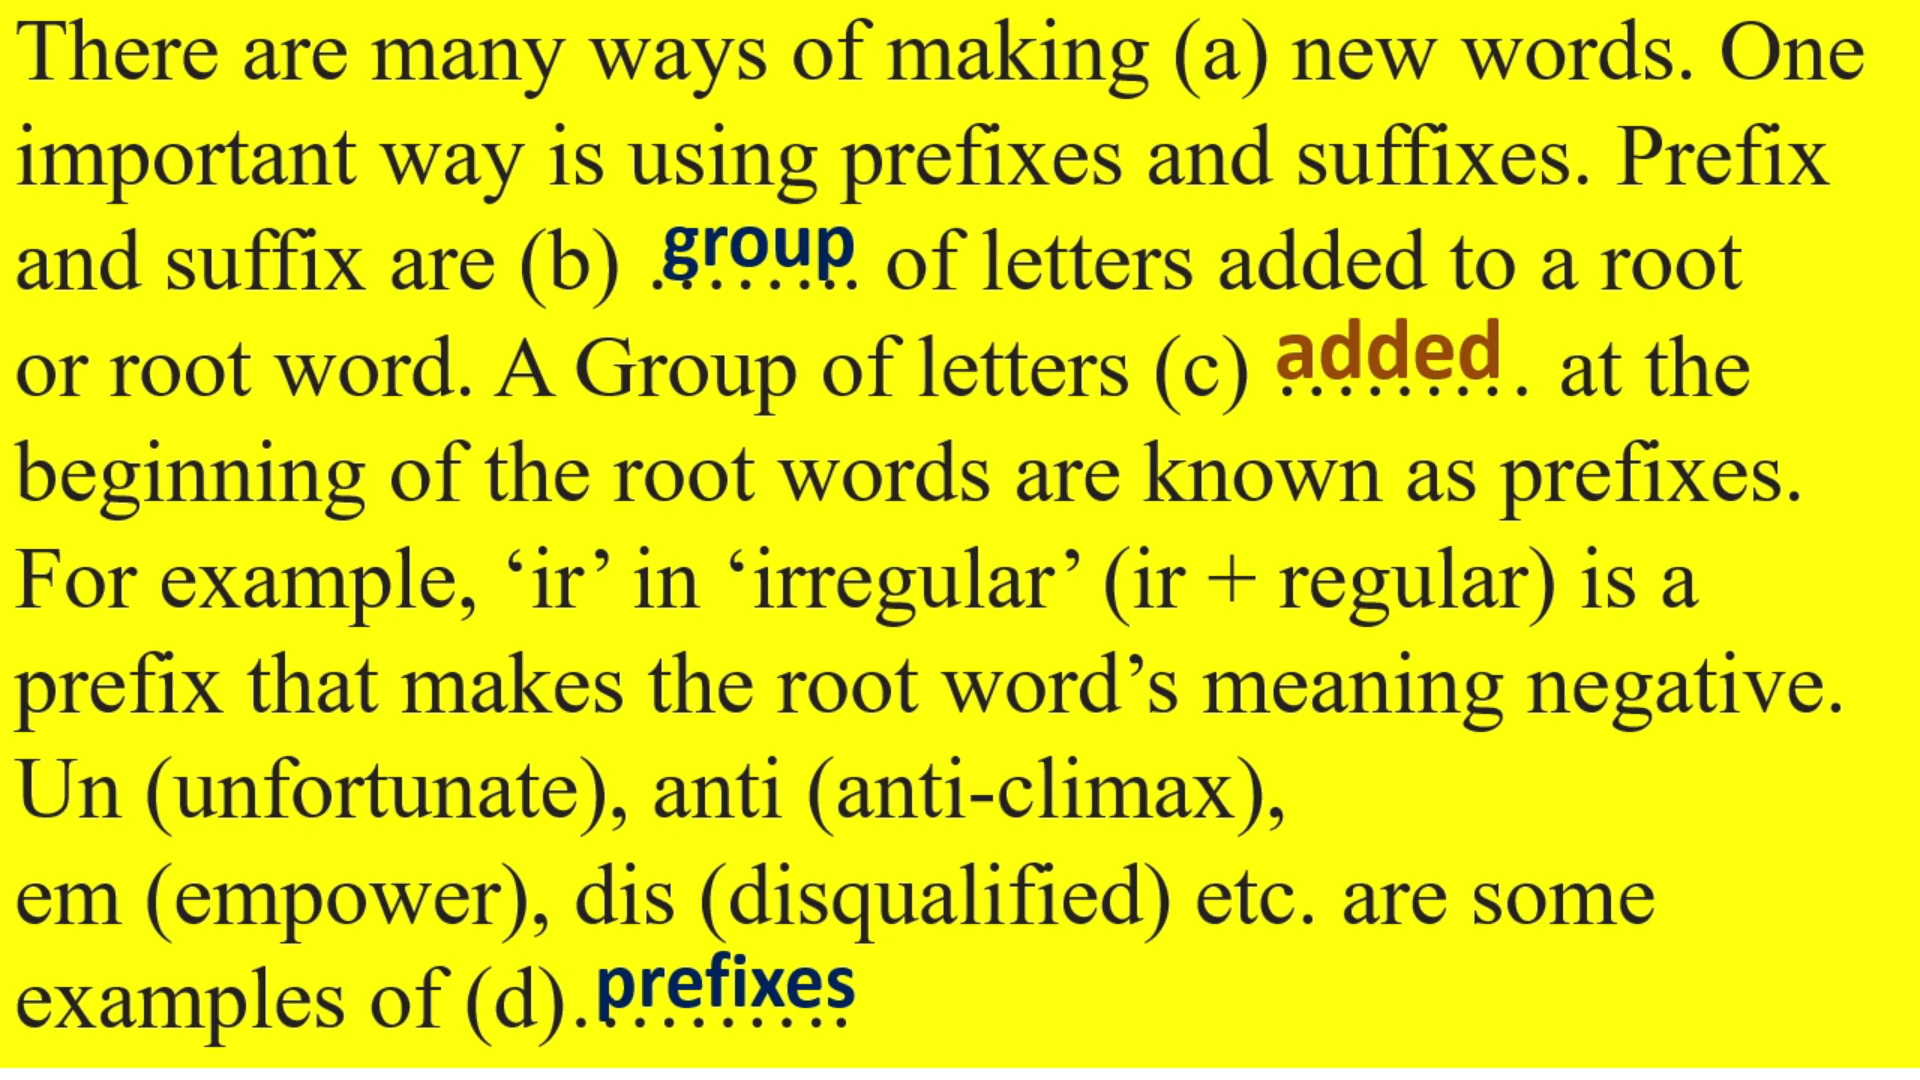 There are many ways of making (a) new words. One
important way is using prefixes and suffixes. Prefix
and suffix are (b) group........ of letters added to a root
or root word. A Group of letters (c) added......... at the
beginning of the root words are known as prefixes.
For example, ‘ir’ in ‘irregular’ (ir + regular) is a
prefix that makes the root word’s meaning negative.
Un (unfortunate), anti (anti-climax),
em (empower), dis (disqualified) etc. are some
examples of (d).prefixes.........